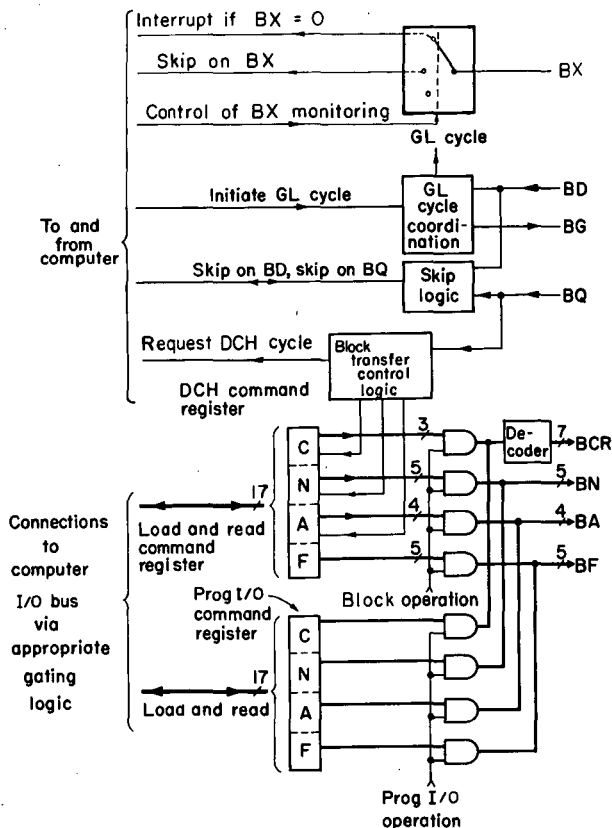 Interrupt if BX = 0
Skip on BX
BX
Control of BX monitoring
GL cycle
Initiate GL cycle
GL
cycle
coordi-
nation
BD
BG
To and
from
computer
Skip on BD, skip on BQ
Skip
logic
BQ
Request DCH cycle
Block
transfer
control
logic
DCH command
register
C
N
A
F
3
5
4
5
De-
coder
7
BCR
5
BN
4
BA
5
BF
17
Load and read
command
register
Connections
to
computer
I/O bus
via
appropriate
gating
logic
Block operation
Prog I/O
command
register
C
N
A
F
17
Load and read
Prog I/O
operation